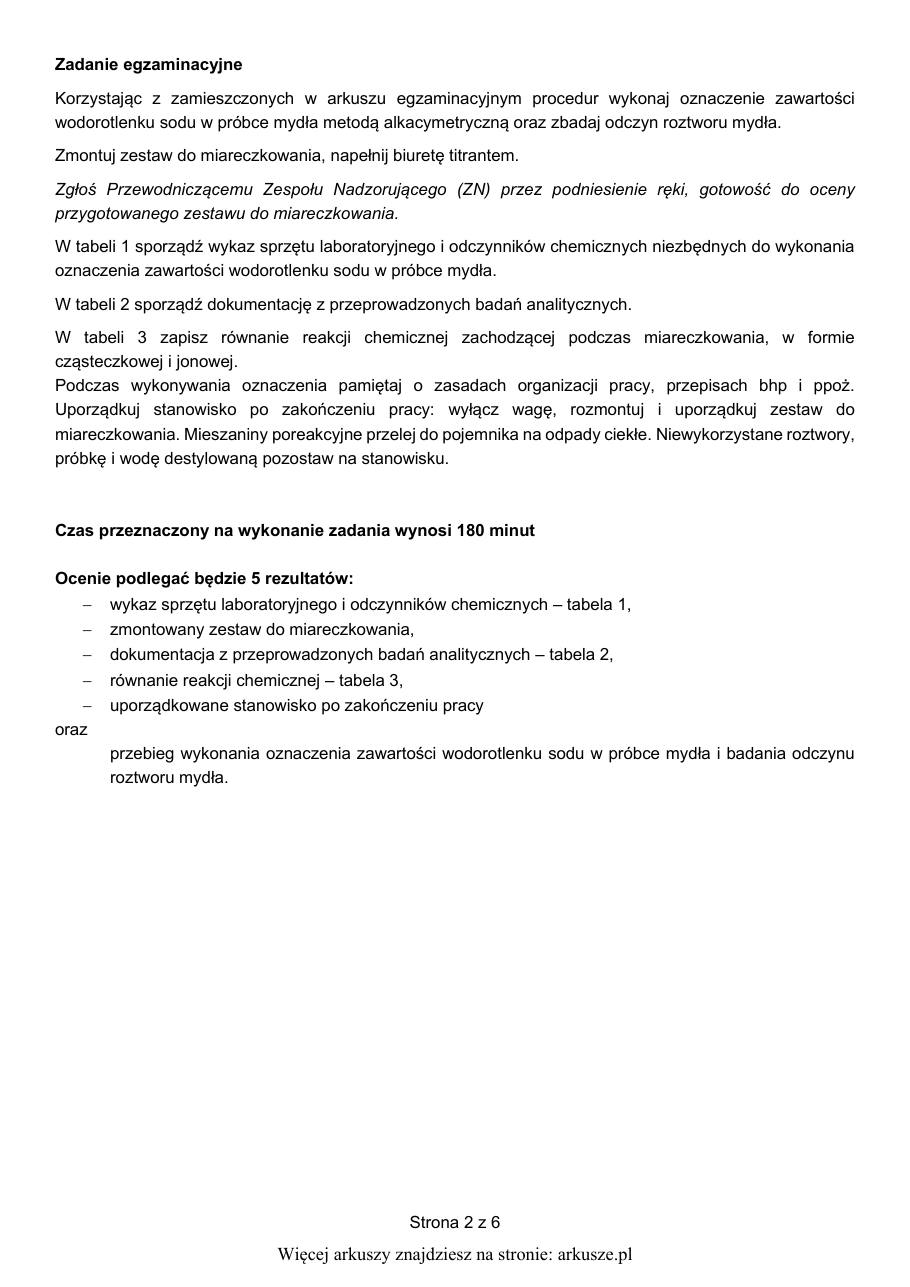 Zadanie egzaminacyjne
Korzystając z zamieszczonych w arkuszu egzaminacyjnym procedur wykonaj oznaczenie zawartości
wodorotlenku sodu w próbce mydła metodą alkacymetryczną oraz zbadaj odczyn roztworu mydła.
Zmontuj zestaw do miareczkowania, napełnij biuretę titrantem.
Zgłoś Przewodniczącemu Zespołu Nadzorującego (ZN) przez podniesienie ręki, gotowość do oceny
przygotowanego zestawu do miareczkowania.
W tabeli 1 sporządź wykaz sprzętu laboratoryjnego i odczynników chemicznych niezbędnych do wykonania
oznaczenia zawartości wodorotlenku sodu w próbce mydła.
W tabeli 2 sporządź dokumentację z przeprowadzonych badań analitycznych.
W tabeli 3 zapisz równanie reakcji chemicznej zachodzącej podczas miareczkowania, w formie
cząsteczkowej i jonowej.
Podczas wykonywania oznaczenia pamiętaj o zasadach organizacji pracy, przepisach bhp i ppoż.
Uporządkuj stanowisko po zakończeniu pracy: wyłącz wagę, rozmontuj i uporządkuj zestaw do
miareczkowania. Mieszaniny poreakcyjne przelej do pojemnika na odpady ciekłe. Niewykorzystane roztwory,
próbkę i wodę destylowaną pozostaw na stanowisku.
Czas przeznaczony na wykonanie zadania wynosi 180 minut
Ocenie podlegać będzie 5 rezultatów:
– wykaz sprzętu laboratoryjnego i odczynników chemicznych – tabela 1,
– zmontowany zestaw do miareczkowania,
– dokumentacja z przeprowadzonych badań analitycznych – tabela 2,
– równanie reakcji chemicznej – tabela 3,
– uporządkowane stanowisko po zakończeniu pracy
oraz
przebieg wykonania oznaczenia zawartości wodorotlenku sodu w próbce mydła i badania odczynu
roztworu mydła.
Strona 2 z 6
Więcej arkuszy znajdziesz na stronie: arkusze.pl